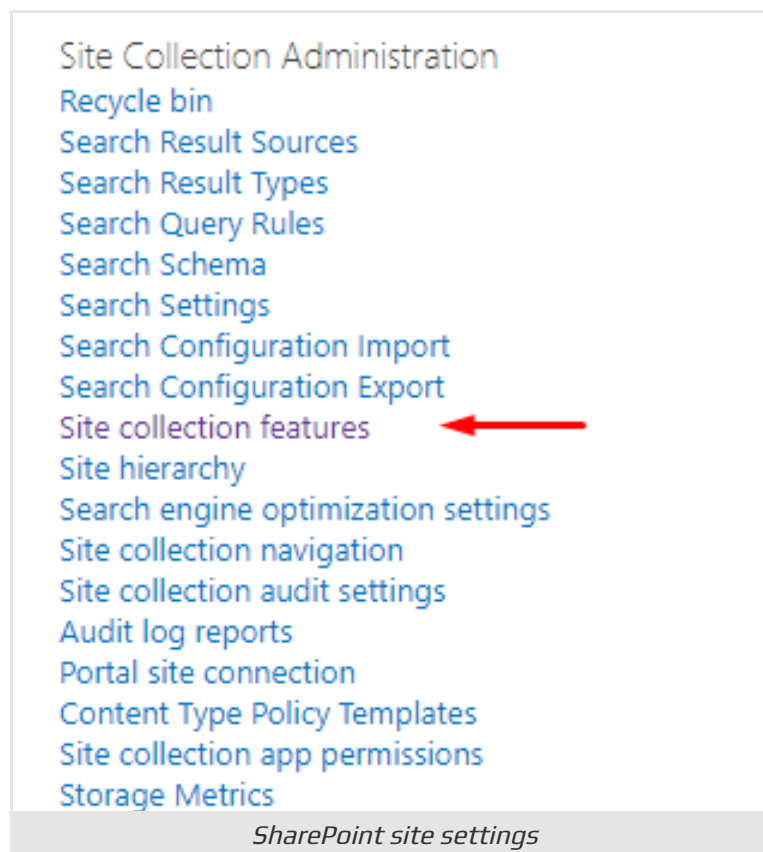 Site Collection Administration
Recycle bin
Search Result Sources
Search Result Types
Search Query Rules
Search Schema
Search Settings
Search Configuration Import
Search Configuration Export
Site collection features
Site hierarchy
Search engine optimization settings
Site collection navigation
Site collection audit settings
Audit log reports
Portal site connection
Content Type Policy Templates
Site collection app permissions
Storage Metrics
SharePoint site settings